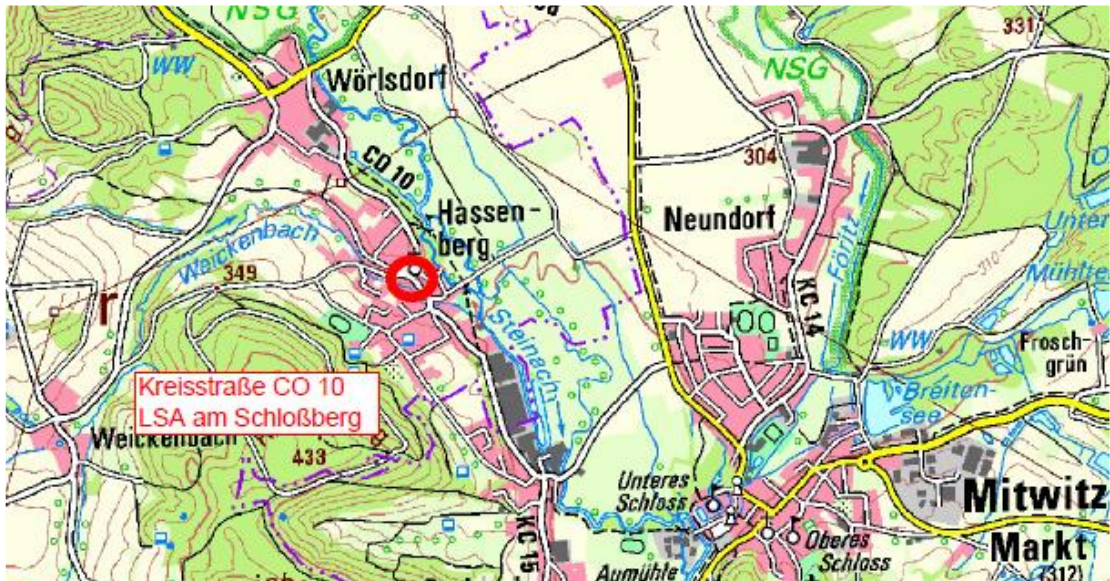 NSG
331
WW
NSG
Wörlsdorf
304
CO 10
Hassen-
berg
Neundorf
Weickenbach
Föritz
349
310
r
KC 14
Steinach
WW
Frosch-
grün
Breiten-
see
Kreisstraße CO 10
LSA am Schloßberg
Weickenbach
433
Unteres
Schloss
Mitwitz
Markt
(312)
KC 15
Oberes
Schloss
Aumühle